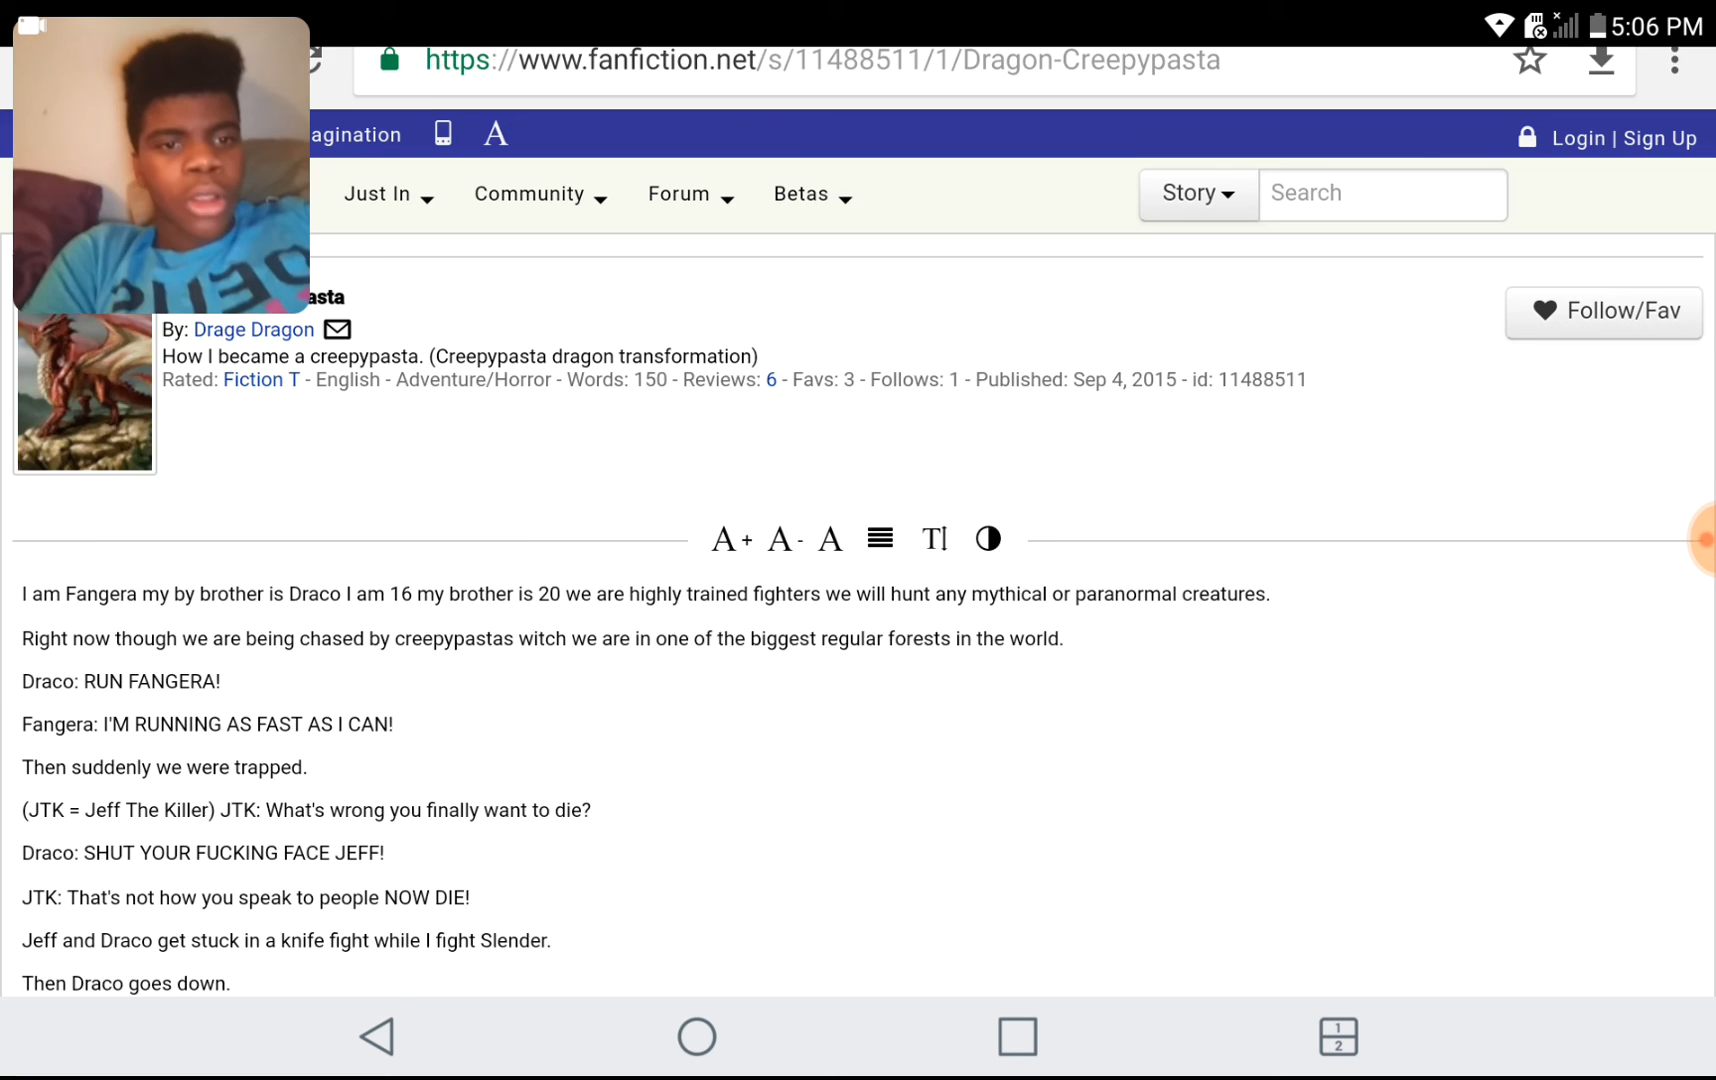 5:06 PM
https://www.fanfiction.net/s/11488511/1/Dragon-Creepypasta
agination A Login | Sign Up
Just In Community Forum Betas Story Search
asta
Follow/Fav
By: Drage Dragon
How I became a creepypasta. (Creepypasta dragon transformation)
Rated: Fiction T - English - Adventure/Horror - Words: 150 - Reviews: 6 - Favs: 3 - Follows: 1 - Published: Sep 4, 2015 - id: 11488511
A + A - A T
I am Fangera my by brother is Draco I am 16 my brother is 20 we are highly trained fighters we will hunt any mythical or paranormal creatures.
Right now though we are being chased by creepypastas witch we are in one of the biggest regular forests in the world.
Draco: RUN FANGERA!
Fangera: I'M RUNNING AS FAST AS I CAN!
Then suddenly we were trapped.
(JTK = Jeff The Killer) JTK: What's wrong you finally want to die?
Draco: SHUT YOUR FUCKING FACE JEFF!
JTK: That's not how you speak to people NOW DIE!
Jeff and Draco get stuck in a knife fight while I fight Slender.
Then Draco goes down.
1
2